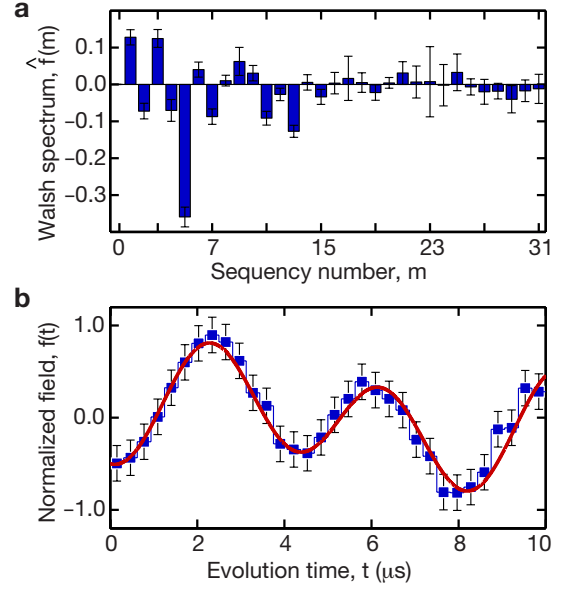 a
Walsh spectrum, f̂(m)
0.1
0.0
−0.1
−0.2
−0.3
0 7 15 23 31
Sequency number, m
b
Normalized field, f(t)
1.0
0.0
−1.0
0 2 4 6 8 10
Evolution time, t (μs)